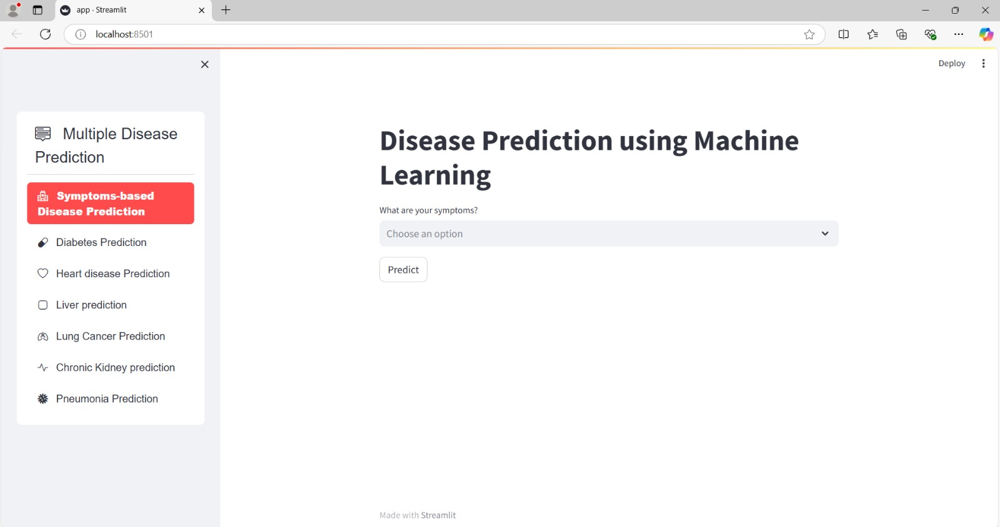 app · Streamlit
localhost:8501
Deploy
Multiple Disease
Prediction
Symptoms-based
Disease Prediction
Diabetes Prediction
Heart disease Prediction
Liver prediction
Lung Cancer Prediction
Chronic Kidney prediction
Pneumonia Prediction
Disease Prediction using Machine
Learning
What are your symptoms?
Choose an option
Predict
Made with Streamlit